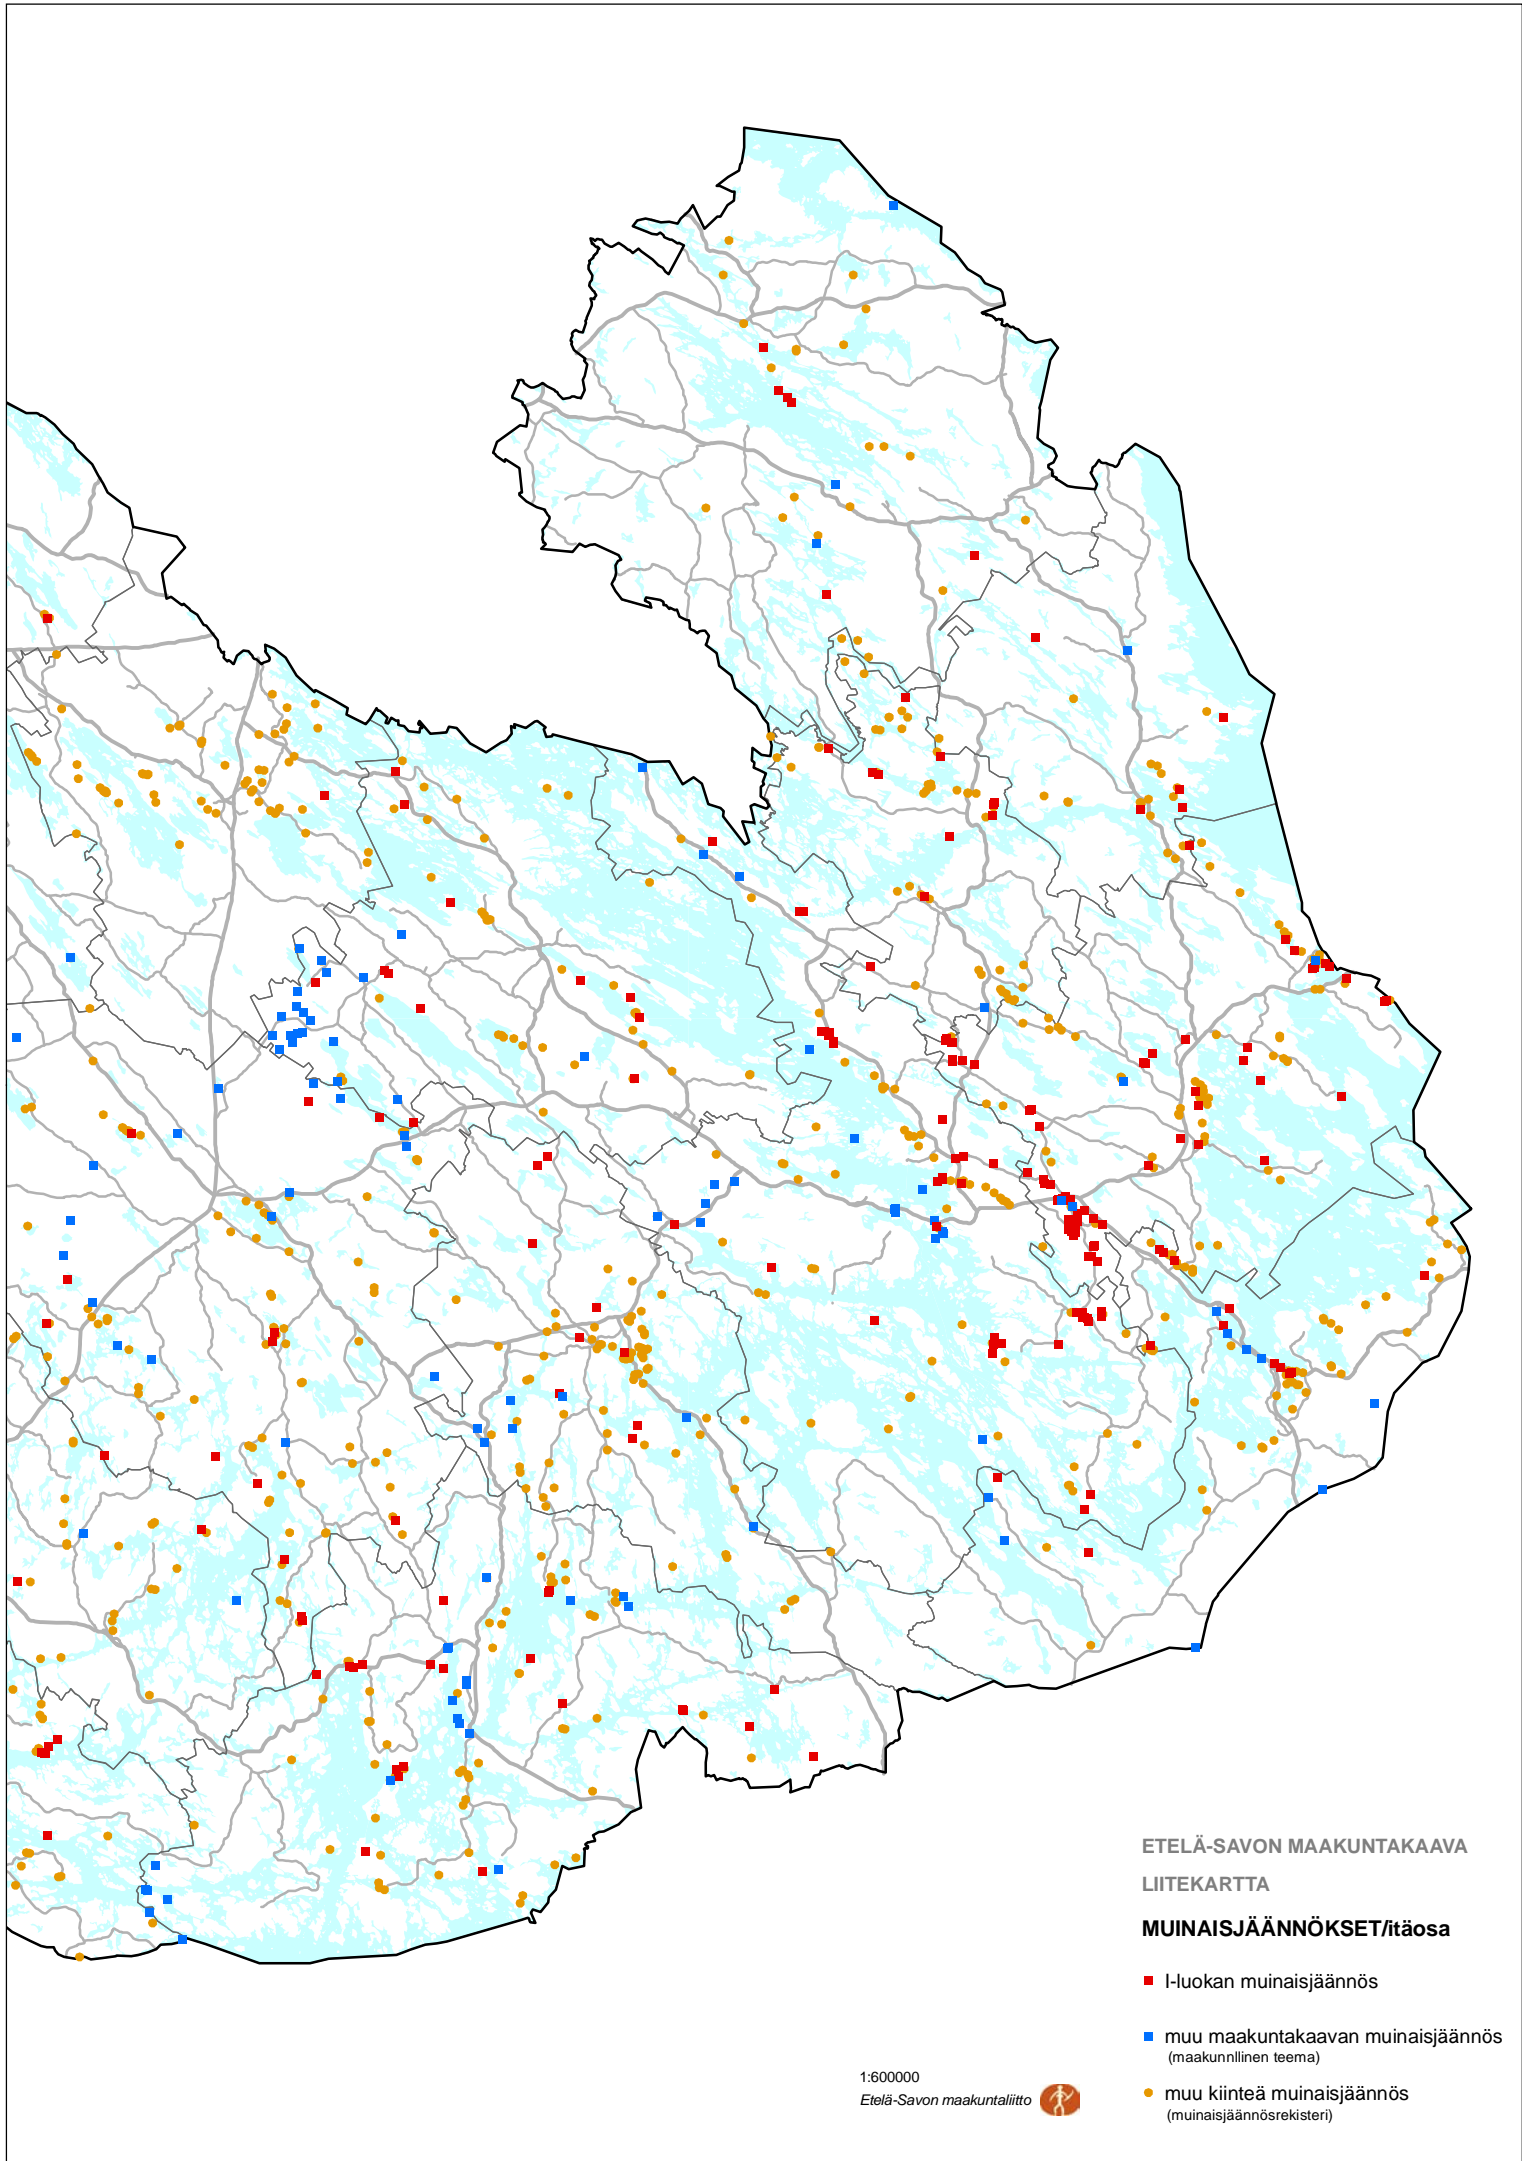 ETELÄ-SAVON MAAKUNTAKAAVA
LIITEKARTTA
MUINAISJÄÄNNÖKSET/itäosa
I-luokan muinaisjäännös
muu maakuntakaavan muinaisjäännös
(maakunnllinen teema)
muu kiinteä muinaisjäännös
(muinaisjäännösrekisteri)
1:600000
Etelä-Savon maakuntaliitto